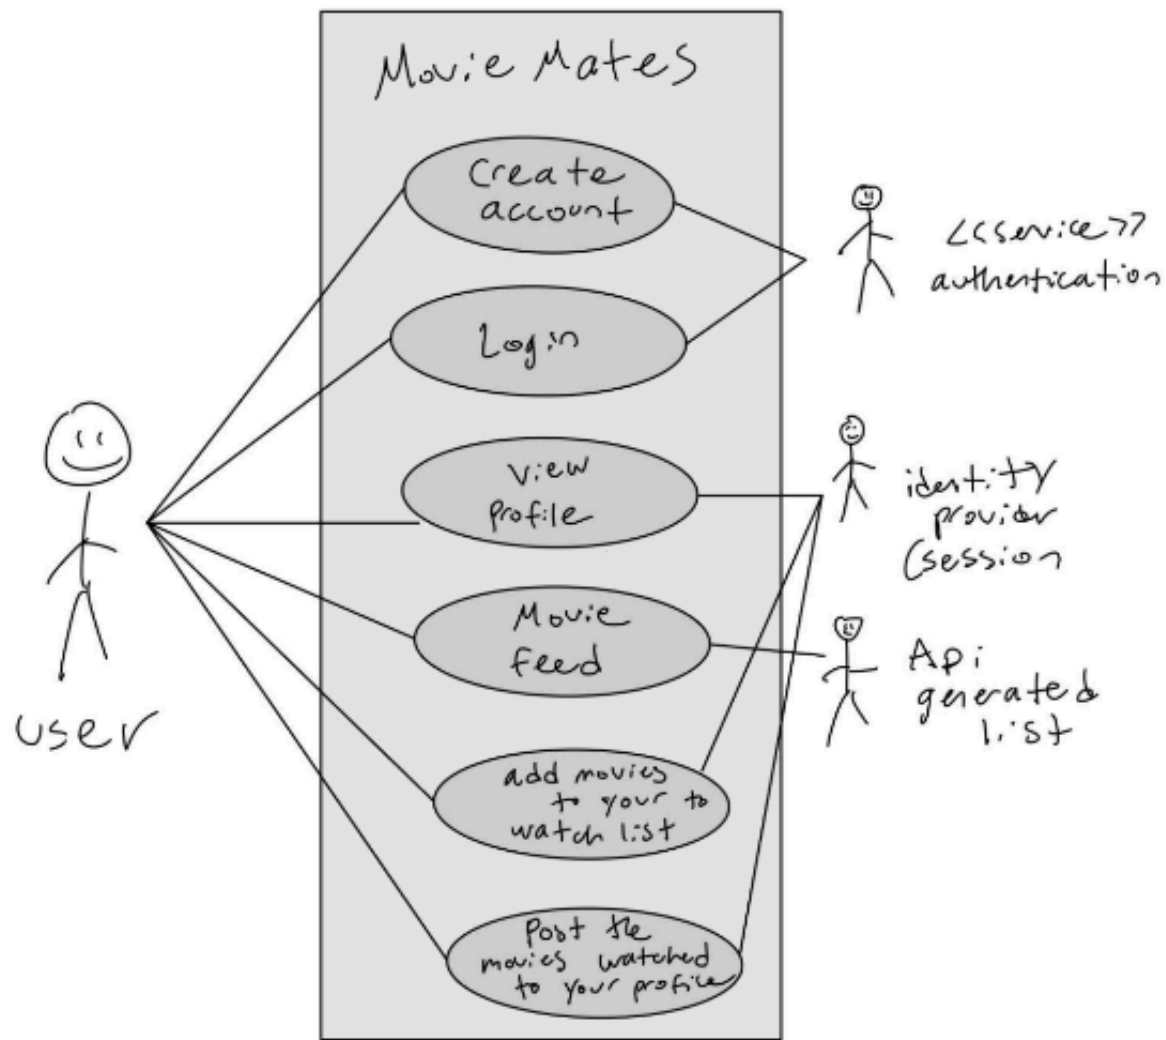 Movie Mates
Create
account
<<service>>
authentication
Login
View
profile
identity
provider
(session
Movie
feed
Api
generated
list
user
add movies
to your to
watch list
Post the
movies watched
to your profile